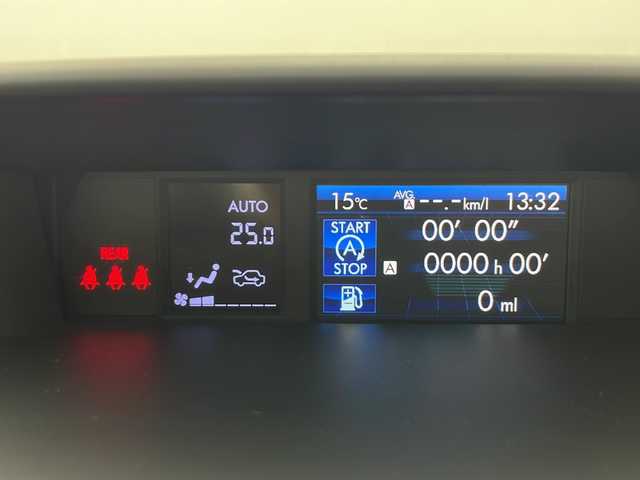 REAR
AUTO
25.0
15°C AVG. A --.- km/l 13:32
START
A
STOP
00' 00"
A 0000 h 00'
0 ml